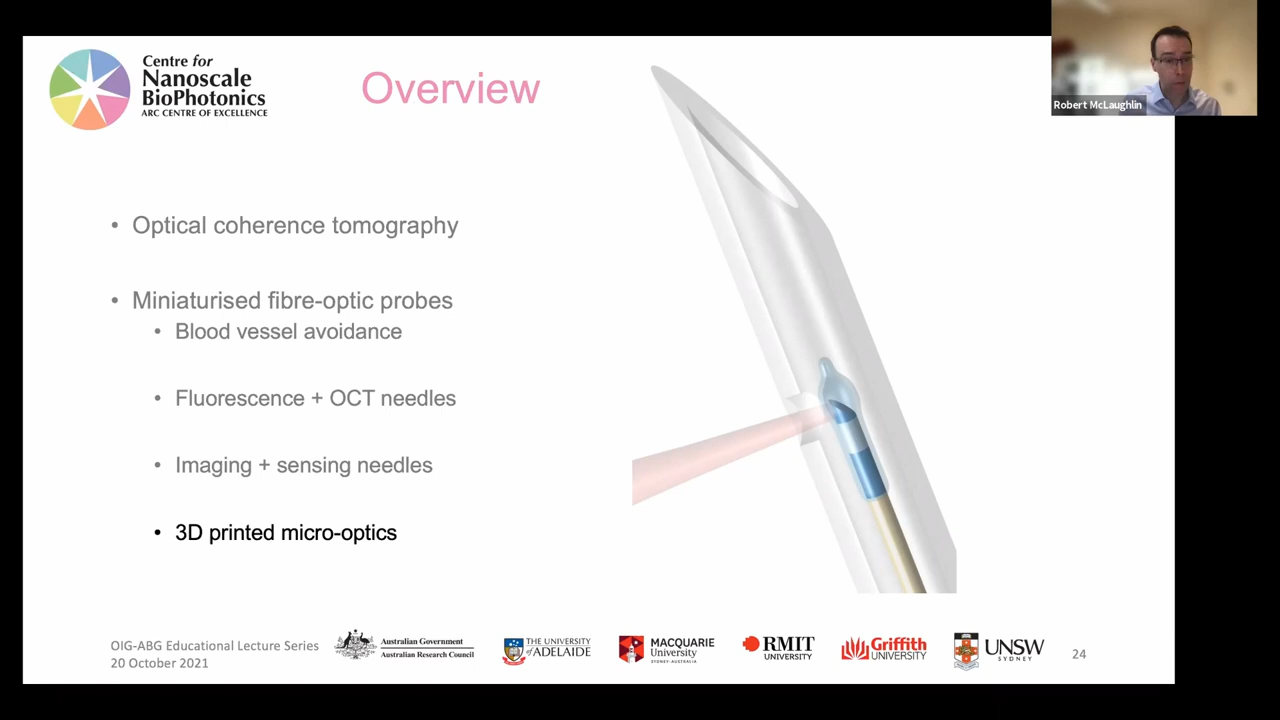 Centre for
Nanoscale
BioPhotonics
ARC CENTRE OF EXCELLENCE
Overview
Robert McLaughlin
• Optical coherence tomography
• Miniaturised fibre-optic probes
• Blood vessel avoidance
• Fluorescence + OCT needles
• Imaging + sensing needles
• 3D printed micro-optics
OIG-ABG Educational Lecture Series
20 October 2021
Australian Government
Australian Research Council
THE UNIVERSITY
of ADELAIDE
MACQUARIE
University
SYDNEY·AUSTRALIA
RMIT
UNIVERSITY
Griffith
UNIVERSITY
UNSW
SYDNEY
24